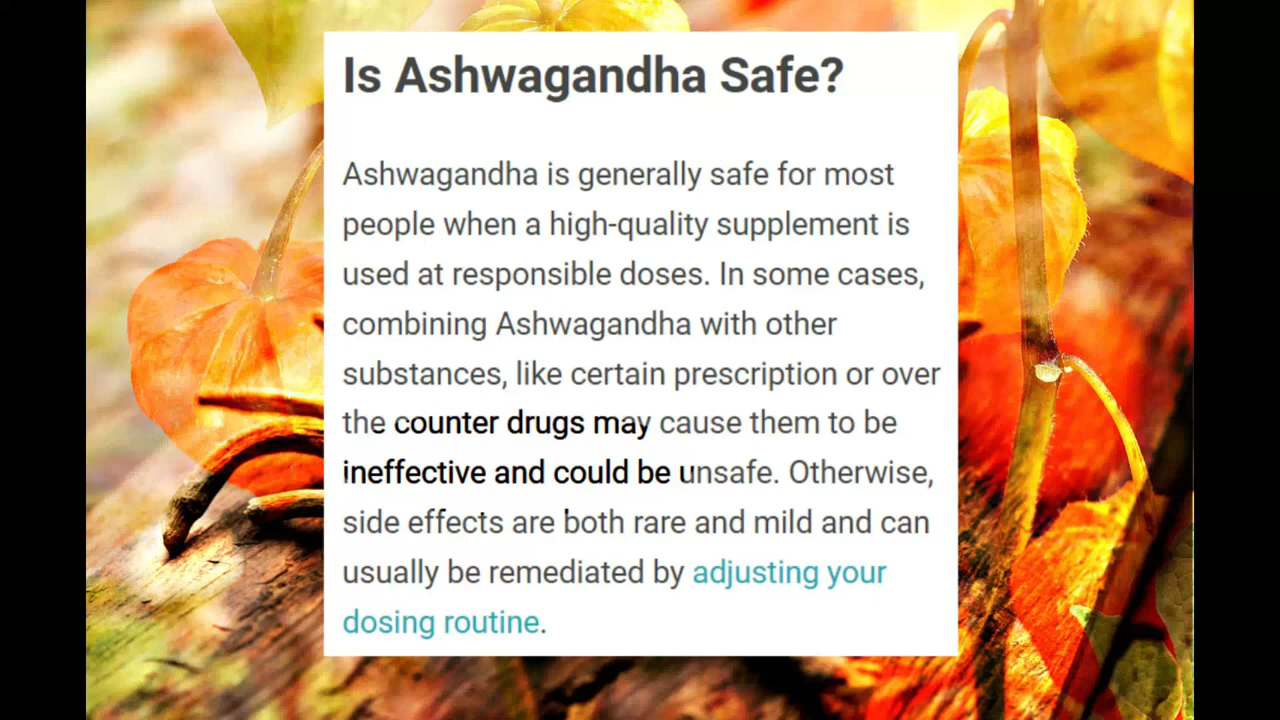 Is Ashwagandha Safe?
Ashwagandha is generally safe for most
people when a high-quality supplement is
used at responsible doses. In some cases,
combining Ashwagandha with other
substances, like certain prescription or over
the counter drugs may cause them to be
ineffective and could be unsafe. Otherwise,
side effects are both rare and mild and can
usually be remediated by adjusting your
dosing routine.